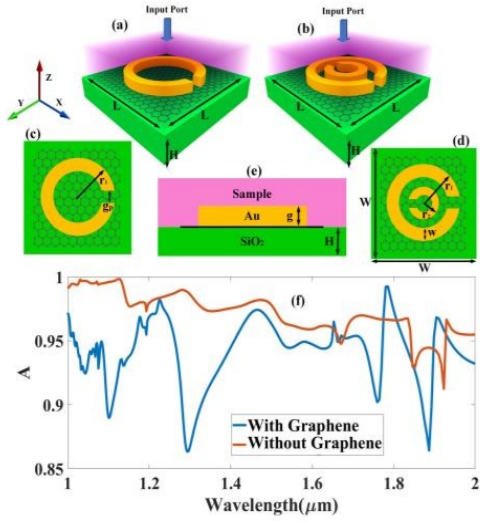 Input Port
Input Port
(a)
(b)
Z
Y
X
L
L
H
L
L
H
(c)
(e)
(d)
r₁
gₚ
Sample
Au
g
SiO₂
H
W
r₁
r₂
w
W
(f)
A
1
0.95
0.9
0.85
With Graphene
Without Graphene
1
1.2
1.4
1.6
1.8
2
Wavelength(μm)